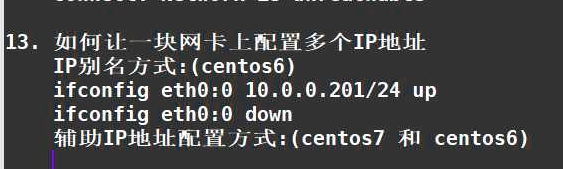 13. 如何让一块网卡上配置多个IP地址
IP别名方式:(centos6)
ifconfig eth0:0 10.0.0.201/24 up
ifconfig eth0:0 down
辅助IP地址配置方式:(centos7 和 centos6)